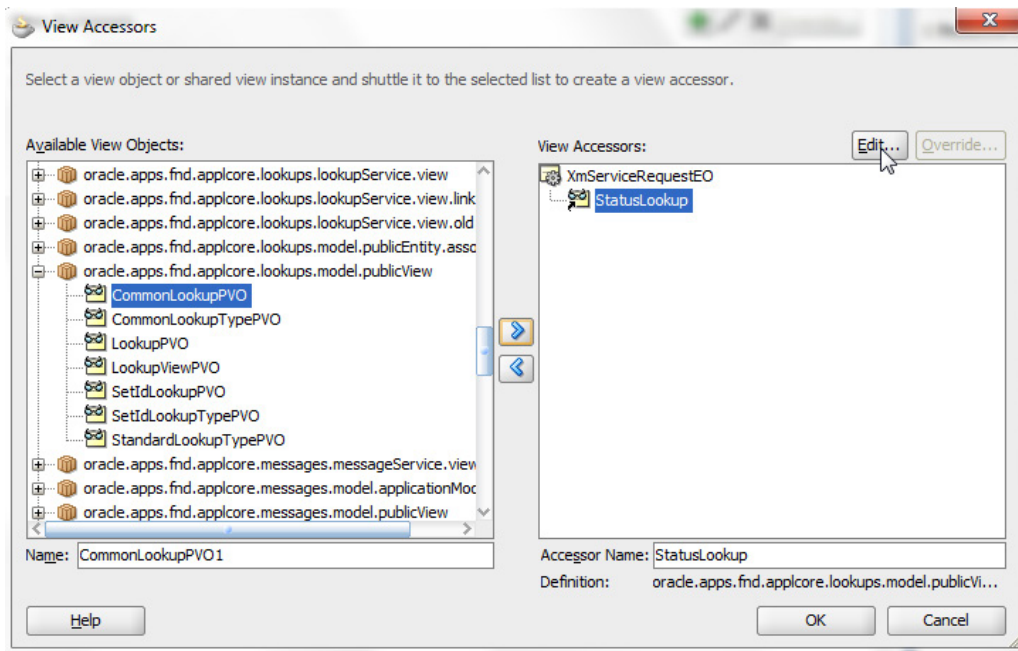 View Accessors
Select a view object or shared view instance and shuttle it to the selected list to create a view accessor.
Available View Objects:
oracle.apps.fnd.applcore.lookups.lookupService.view
oracle.apps.fnd.applcore.lookups.lookupService.view.link
oracle.apps.fnd.applcore.lookups.lookupService.view.old
oracle.apps.fnd.applcore.lookups.model.publicEntity.assc
oracle.apps.fnd.applcore.lookups.model.publicView
CommonLookupPVO
CommonLookupTypePVO
LookupPVO
LookupViewPVO
SetIdLookupPVO
SetIdLookupTypePVO
StandardLookupTypePVO
oracle.apps.fnd.applcore.messages.messageService.view
oracle.apps.fnd.applcore.messages.model.applicationMoc
oracle.apps.fnd.applcore.messages.model.publicView
Name: CommonLookupPVO1
View Accessors:
Edit...
Override...
XmServiceRequestEO
StatusLookup
Accessor Name: StatusLookup
Definition: oracle.apps.fnd.applcore.lookups.model.publicVi...
Help
OK
Cancel